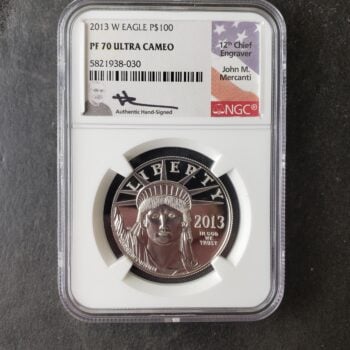 2013 W EAGLE P$100
PF 70 ULTRA CAMEO
5821938-030
Authentic Hand-Signed
12th Chief
Engraver
John M.
Mercanti
NGC
LIBERTY
2013
IN GOD
WE
TRUST